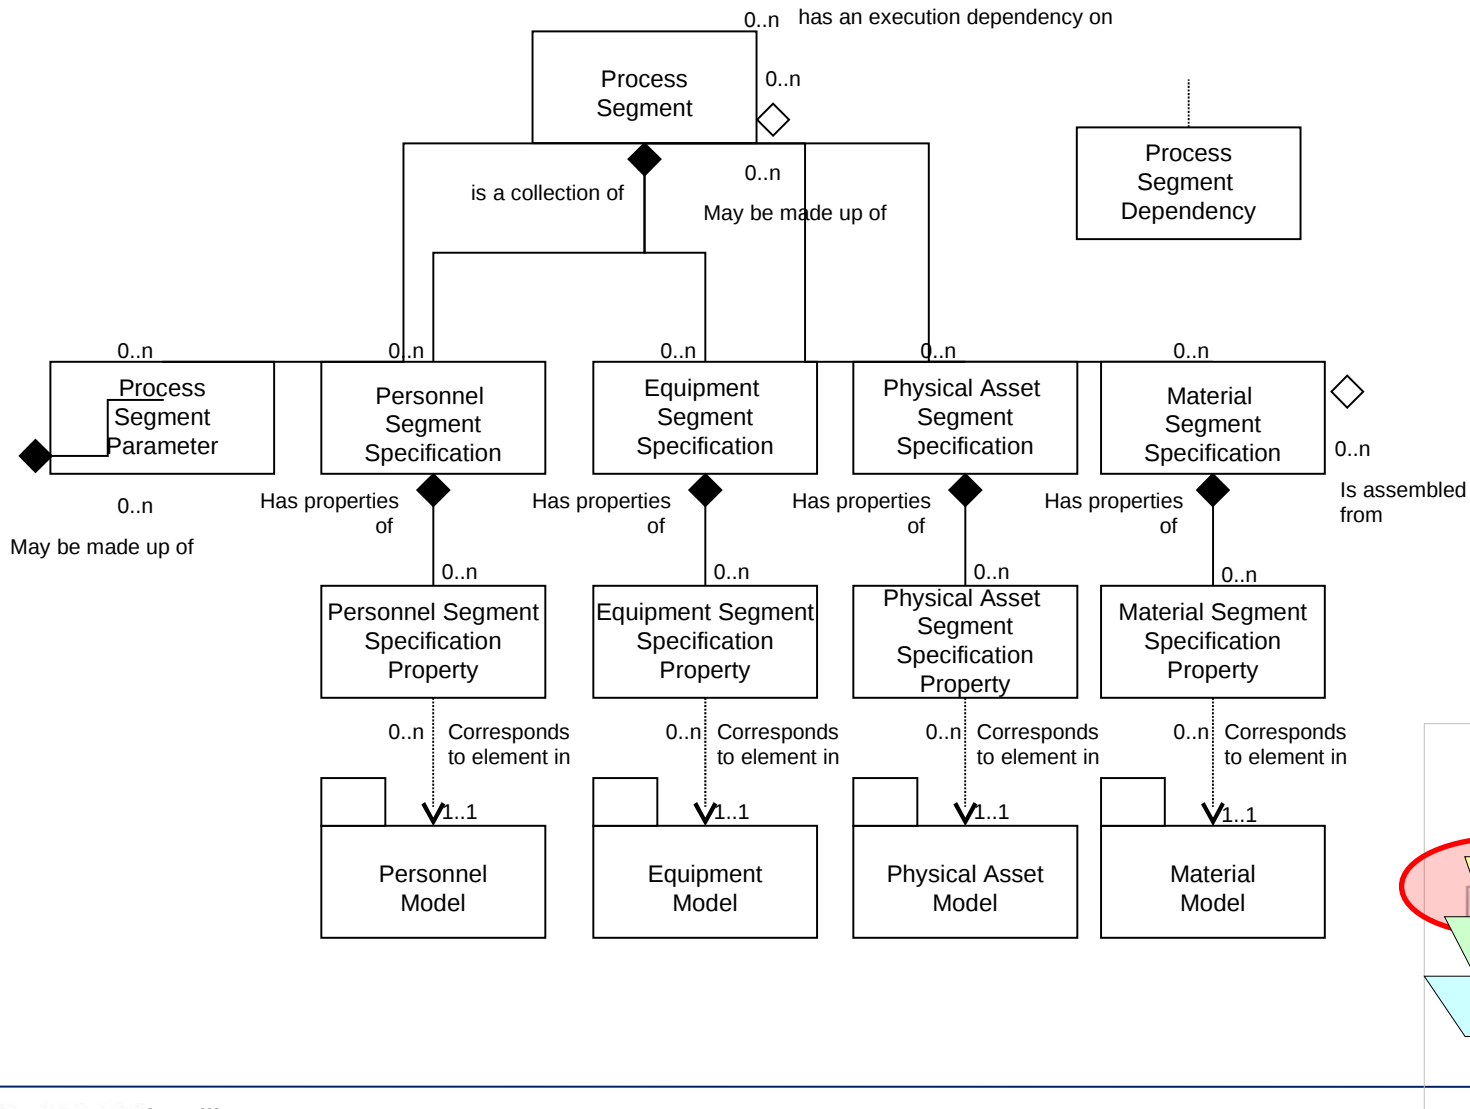 0..n
has an execution dependency on
Process
Segment
0..n
Process
Segment
Dependency
is a collection of
0..n
May be made up of
0..n
0..n
0..n
0..n
0..n
Process
Segment
Parameter
Personnel
Segment
Specification
Equipment
Segment
Specification
Physical Asset
Segment
Specification
Material
Segment
Specification
0..n
Is assembled
from
0..n
May be made up of
Has properties
of
Has properties
of
Has properties
of
Has properties
of
0..n
0..n
0..n
0..n
Personnel Segment
Specification
Property
Equipment Segment
Specification
Property
Physical Asset
Segment
Specification
Property
Material Segment
Specification
Property
0..n
Corresponds
to element in
0..n
Corresponds
to element in
0..n
Corresponds
to element in
0..n
Corresponds
to element in
1..1
1..1
1..1
1..1
Personnel
Model
Equipment
Model
Physical Asset
Model
Material
Model